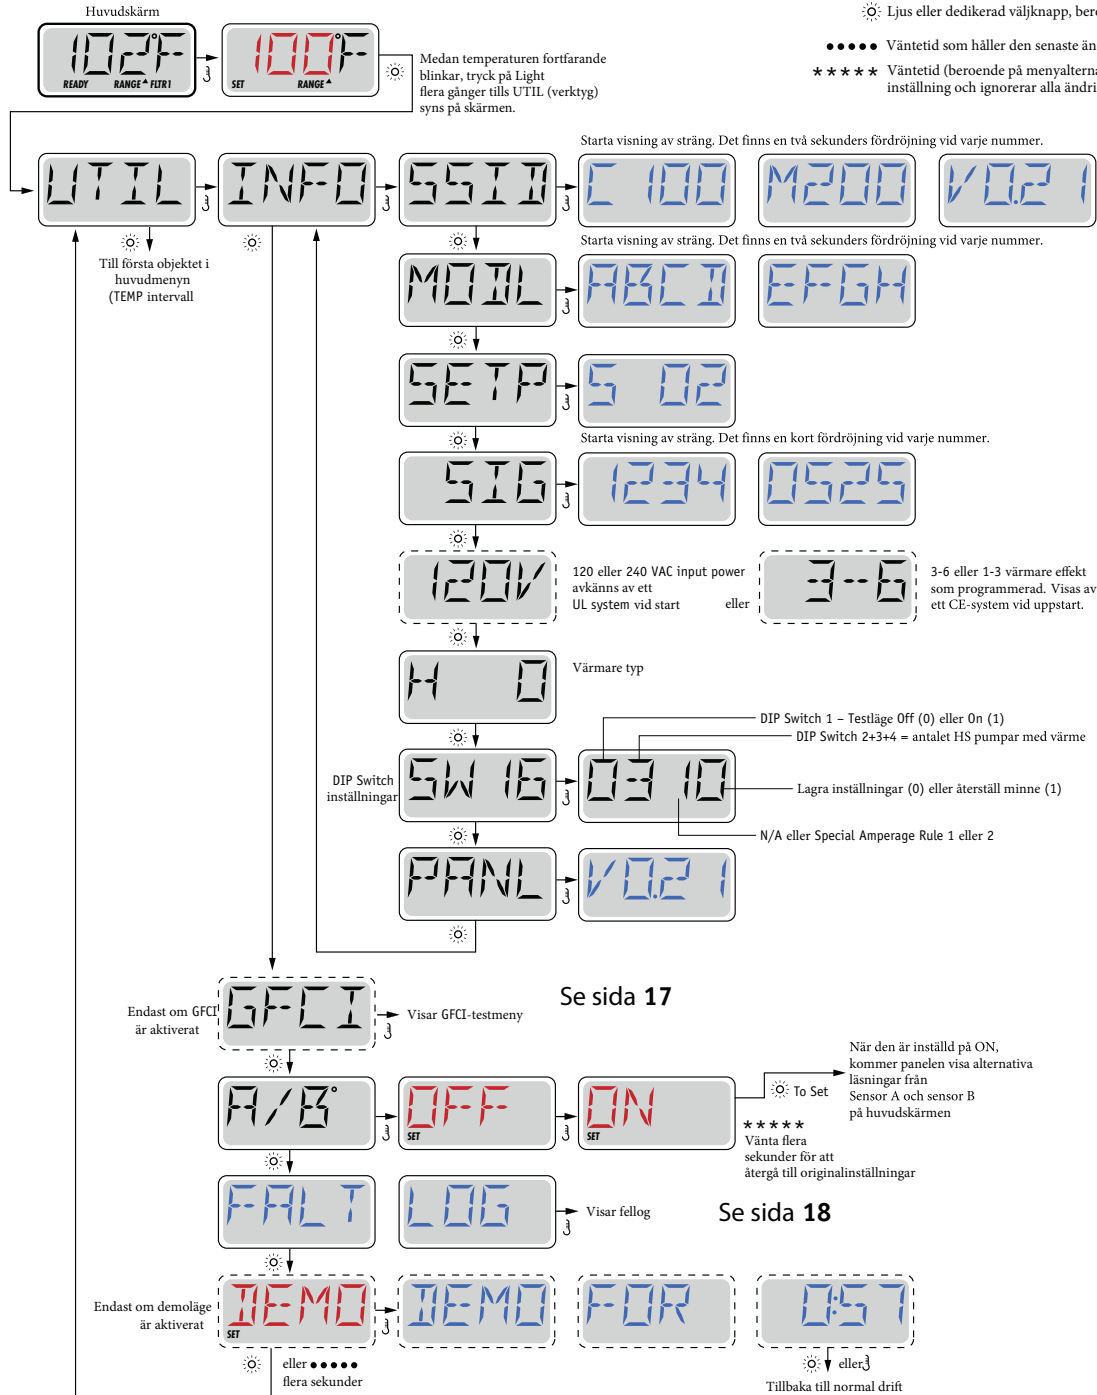 Huvudskärm
Ljus eller dedikerad väljknapp, 
102°F
READY RANGE FLTR1
100°F
SET RANGE
Medan temperaturen fortfarande
blinkar, tryck på Light
flera gånger tills UTIL (verktyg)
syns på skärmen.
●●●●● Väntetid som håller den senaste
***** Väntetid (beroende på
inställning och ignorerar alla
Starta visning av sträng. Det finns en två sekunders fördröjning vid varje nummer.
UTIL INFO SSID C 100 M200 V0.21
Till första objektet i
huvudmenyn
(TEMP intervall
Starta visning av sträng. Det finns en två sekunders fördröjning vid varje nummer.
MODL ABCD EFGH
SETP S 02
Starta visning av sträng. Det finns en kort fördröjning vid varje nummer.
SIG 1234 0525
120V
120 eller 240 VAC input power
avkänns av ett
UL system vid start
eller
3--6
3-6 eller 1-3 värmare effekt
som programmerad. Visas av
ett CE-system vid uppstart.
H 0
Värmare typ
DIP Switch 1 – Testläge Off (0) eller On (1)
DIP Switch 2+3+4 = antalet HS pumpar med värme
DIP Switch
inställningar
SW 16 0310
Lagra inställningar (0) eller återställ minne (1)
N/A eller Special Amperage Rule 1 eller 2
PANL V0.21
Endast om GFCI
är aktiverat
GFCI
Visar GFCI-testmeny
Se sida 17
A/B°
OFF
SET
ON
SET
To Set
När den är inställd på ON,
kommer panelen visa alternativa
läsningar från
Sensor A och sensor B
på huvudskärmen
*****
Vänta flera
sekunder för att
återgå till originalinställningar
FALT LOG
Visar fellog
Se sida 18
Endast om demoläge
är aktiverat
DEMO
SET
DEMO FOR 0:57
eller ●●●●●
flera sekunder
eller
Tillbaka till normal drift